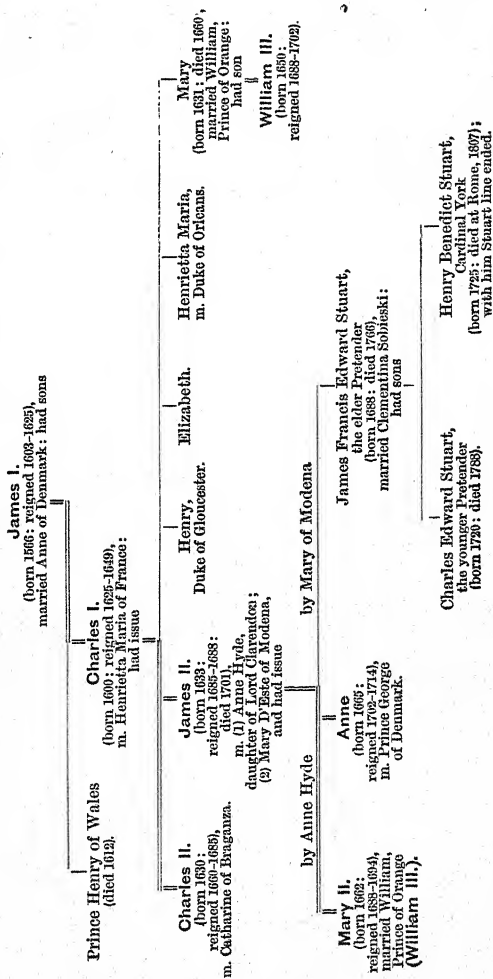 James I.
(born 1566: reigned 1603-1625),
married Anne of Denmark: had sons
Prince Henry of Wales
(died 1612).
Charles I.
(born 1600: reigned 1625-1649),
m. Henrietta Maria of France:
had issue
Charles II.
(born 1630:
reigned 1660-1685),
m. Catharine of Braganza.
James II.
(born 1633:
reigned 1685-1688:
died 1701),
m. (1) Anne Hyde,
daughter of Lord Clarendon;
(2) Mary D'Este of Modena,
and had issue
Henry,
Duke of Gloucester.
Elizabeth.
Henrietta Maria,
m. Duke of Orleans.
Mary
(born 1631: died 1660,
married William,
Prince of Orange:
had son
William III.
(born 1650:
reigned 1688-1702).
by Anne Hyde
by Mary of Modena
Mary II.
(born 1662:
reigned 1688-1694),
married William,
Prince of Orange
(William III.).
Anne
(born 1665:
reigned 1702-1714),
m. Prince George
of Denmark.
James Francis Edward Stuart,
the elder Pretender
(born 1688: died 1766),
married Clementina Sobieski:
had sons
Charles Edward Stuart,
the younger Pretender
(born 1720: died 1788).
Henry Benedict Stuart,
Cardinal York
(born 1725: died at Rome, 1807);
with him Stuart line ended.